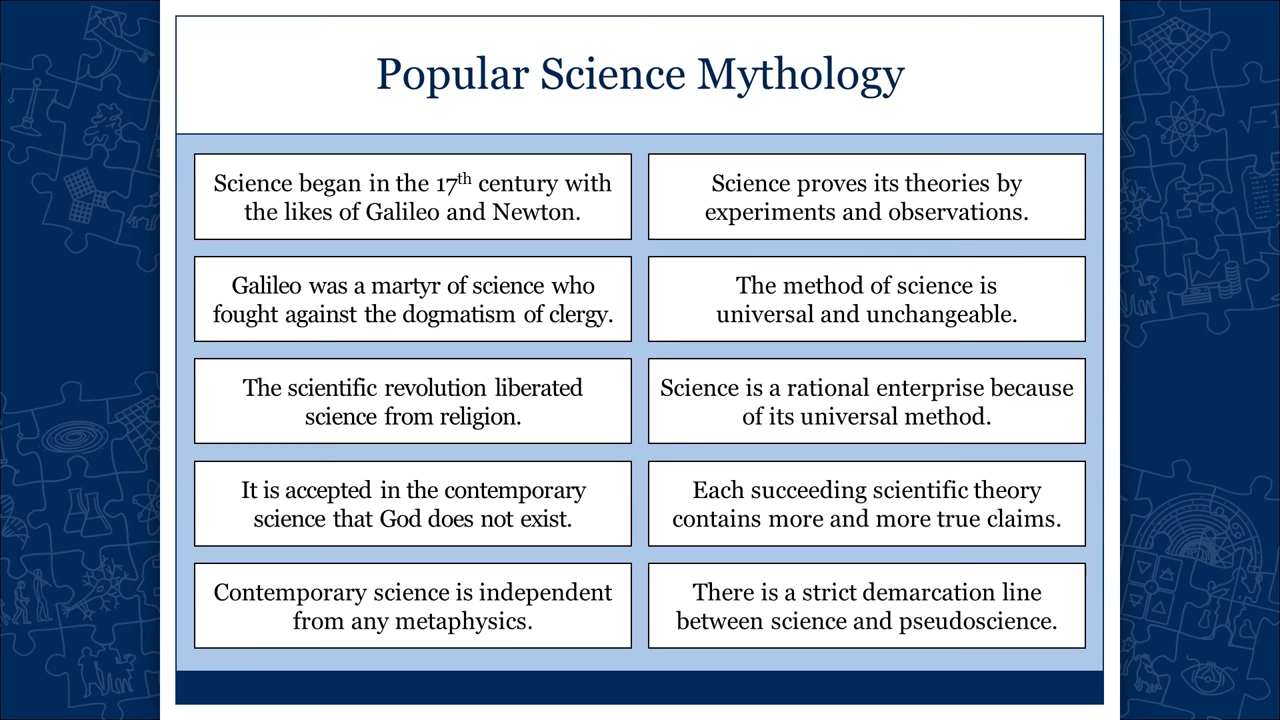 Popular Science Mythology
Science began in the 17th century with
the likes of Galileo and Newton.
Galileo was a martyr of science who
fought against the dogmatism of clergy.
The scientific revolution liberated
science from religion.
It is accepted in the contemporary
science that God does not exist.
Contemporary science is independent
from any metaphysics.
Science proves its theories by
experiments and observations.
The method of science is
universal and unchangeable.
Science is a rational enterprise because
of its universal method.
Each succeeding scientific theory
contains more and more true claims.
There is a strict demarcation line
between science and pseudoscience.
√-1